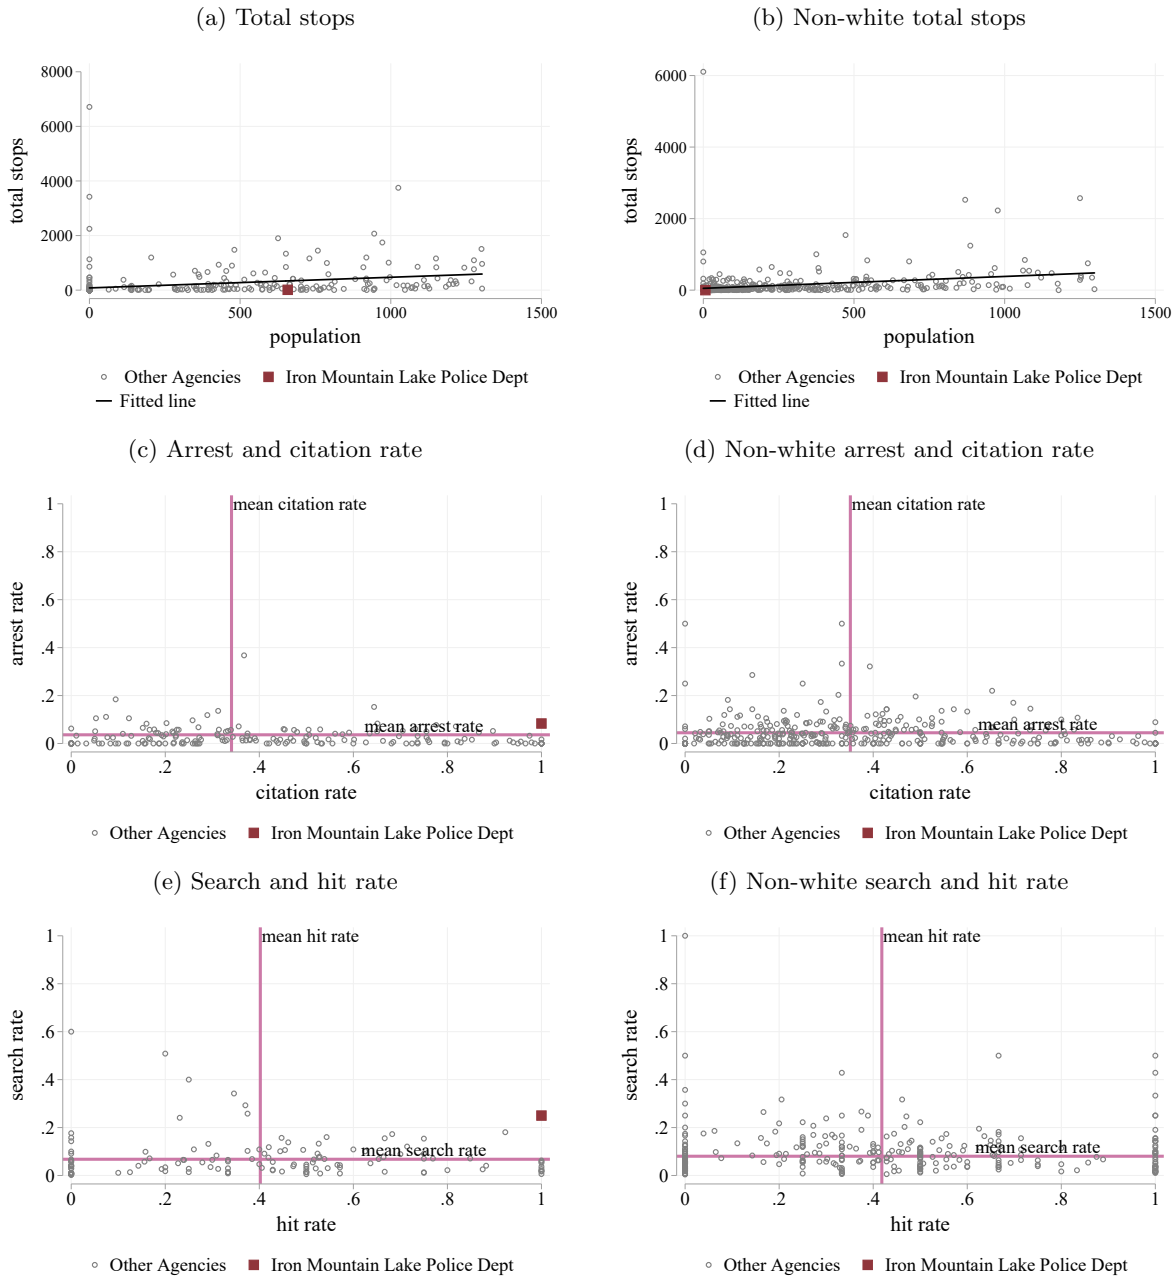 (a) Total stops
(b) Non-white total stops
8000
6000
4000
2000
0
total stops
0
500
1000
1500
population
Other Agencies
Iron Mountain Lake Police Dept
Fitted line
6000
4000
2000
0
total stops
0
500
1000
1500
population
Other Agencies
Iron Mountain Lake Police Dept
Fitted line
(c) Arrest and citation rate
(d) Non-white arrest and citation rate
1
.8
.6
.4
.2
0
arrest rate
mean citation rate
mean arrest rate
0
.2
.4
.6
.8
1
citation rate
Other Agencies
Iron Mountain Lake Police Dept
1
.8
.6
.4
.2
0
arrest rate
mean citation rate
mean arrest rate
0
.2
.4
.6
.8
1
citation rate
Other Agencies
Iron Mountain Lake Police Dept
(e) Search and hit rate
(f) Non-white search and hit rate
1
.8
.6
.4
.2
0
search rate
mean hit rate
mean search rate
0
.2
.4
.6
.8
1
hit rate
Other Agencies
Iron Mountain Lake Police Dept
1
.8
.6
.4
.2
0
search rate
mean hit rate
mean search rate
0
.2
.4
.6
.8
1
hit rate
Other Agencies
Iron Mountain Lake Police Dept